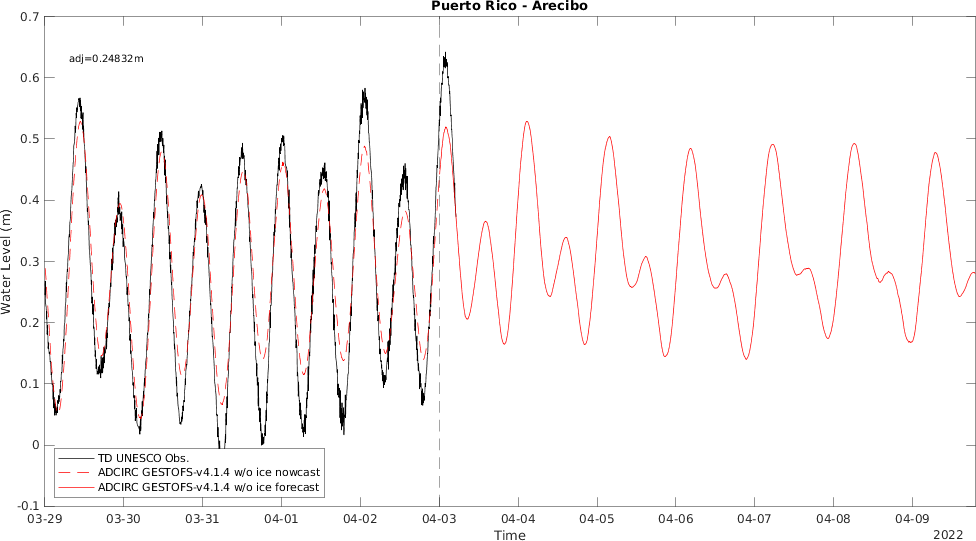 Puerto Rico - Arecibo
0.7
adj=0.24832m
0.6
0.5
0.4
0.3
0.2
0.1
0
-0.1
Water Level (m)
TD UNESCO Obs.
ADCIRC GESTOFS-v4.1.4 w/o ice nowcast
ADCIRC GESTOFS-v4.1.4 w/o ice forecast
03-29 03-30 03-31 04-01 04-02 04-03 04-04 04-05 04-06 04-07 04-08 04-09
Time
2022